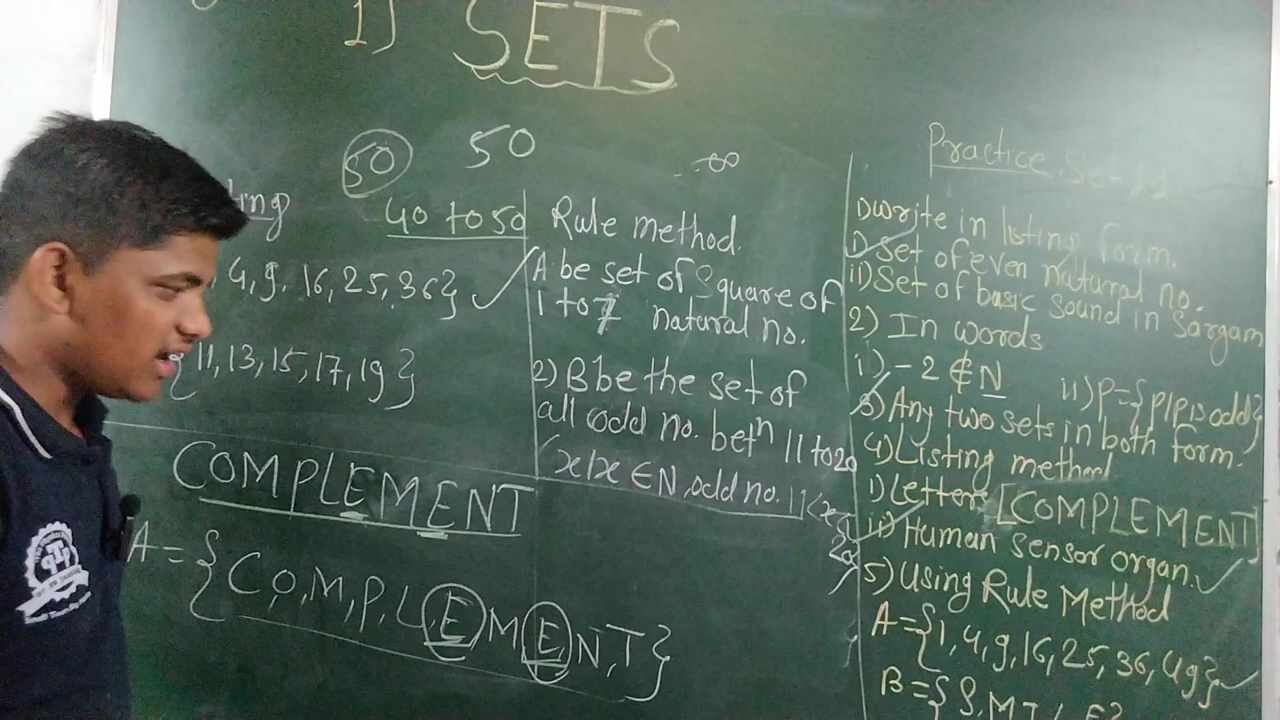 1) SETS
50 50 ∞
40 to 50
4, 9, 16, 25, 36}
{11, 13, 15, 17, 19}
COMPLEMENT
A = {C, O, M, P, L, E, M, E, N, T}
Rule method.
A be set of Square of
1 to 7 natural no.
2) B be the set of
all odd no. betⁿ 11 to 20
(x/x ∈ N, odd no. 11<x<
20
Practice Set
1) Write in listing form.
i) Set of even natural no.
ii) Set of basic sound in Sargam
2) In words
i) -2 ∉ N ii) P={P/P is odd}
3) Any two sets in both form.
4) Listing method
i) Letters [COMPLEMENT]
ii) Human Sensor organ.
5) Using Rule Method
A={1, 4, 9, 16, 25, 36, 49}
B={S, M, I, L, E}